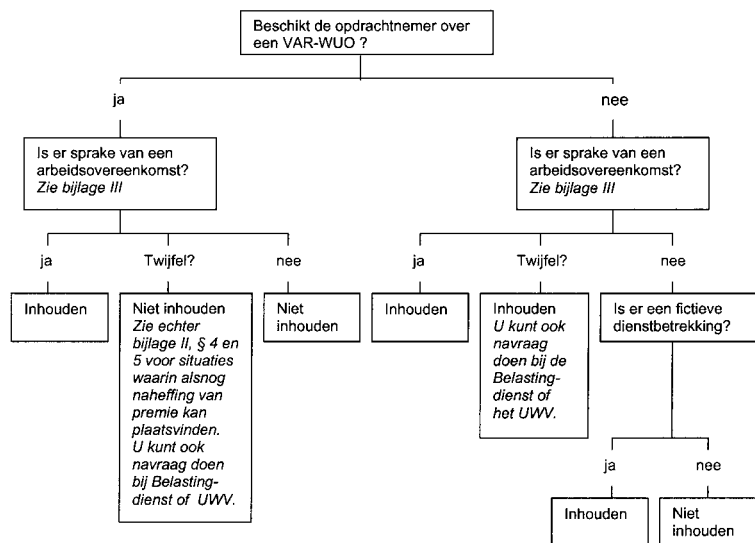 Beschikt de opdrachtnemer over
een VAR-WUO ?
ja
nee
Is er sprake van een
arbeidsovereenkomst?
Zie bijlage III
Is er sprake van een
arbeidsovereenkomst?
Zie bijlage III
ja
Twijfel?
nee
ja
Twijfel?
nee
Inhouden
Niet inhouden
Zie echter
bijlage II, § 4 en
5 voor situaties
waarin alsnog
naheffing van
premie kan
plaatsvinden.
U kunt ook
navraag doen
bij Belasting-
dienst of UWV.
Niet
inhouden
Inhouden
Inhouden
U kunt ook
navraag
doen bij de
Belasting-
dienst of
het UWV.
Is er een fictieve
dienstbetrekking?
ja
nee
Inhouden
Niet
inhouden